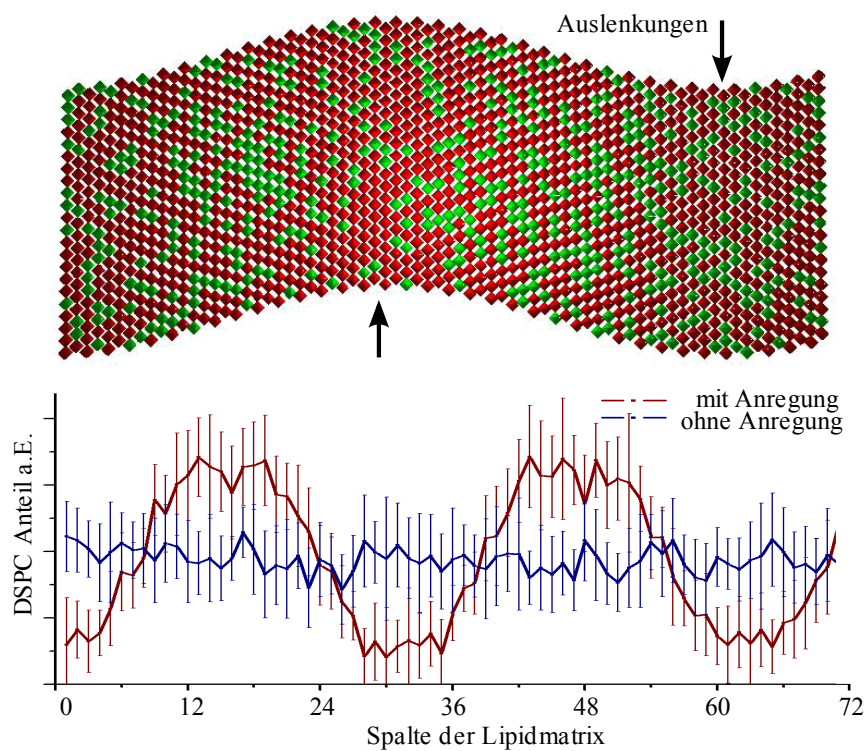 Auslenkungen
mit Anregung
ohne Anregung
DSPC Anteil a.E.
0 12 24 36 48 60 72
Spalte der Lipidmatrix